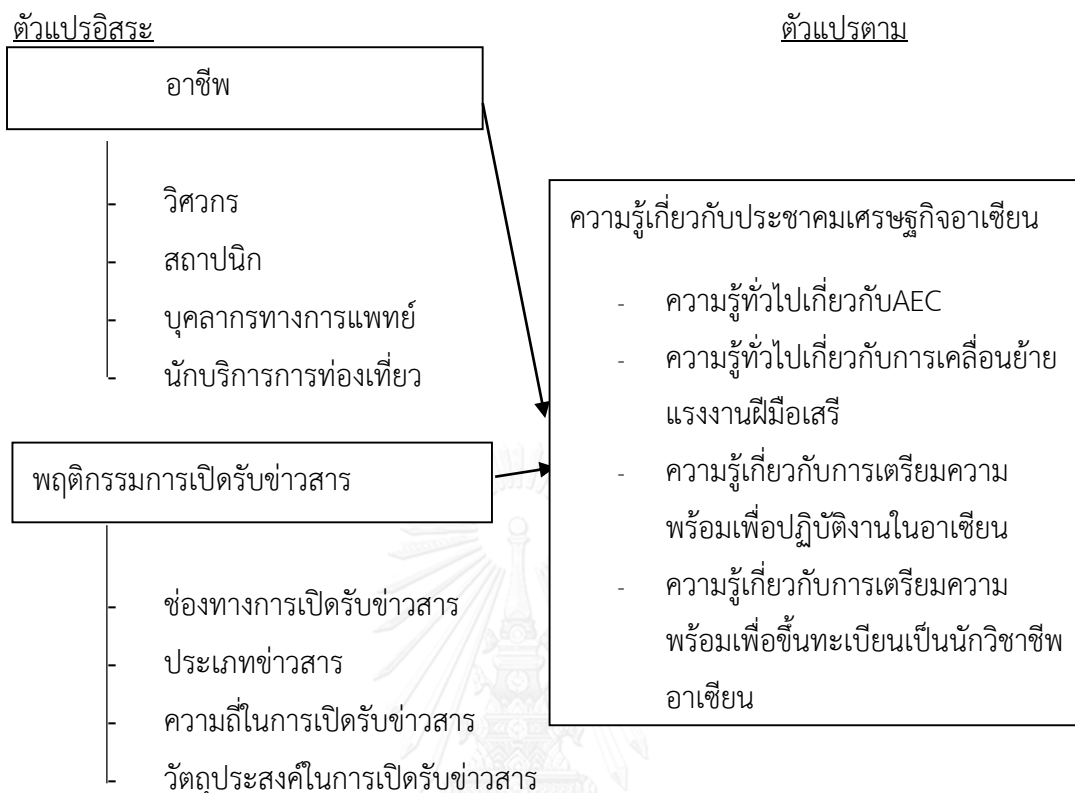 ตัวแปรอิสระ
ตัวแปรตาม
อาชีพ
- วิศวกร
- สถาปนิก
- บุคลากรทางการแพทย์
- นักบริการการท่องเที่ยว
พฤติกรรมการเปิดรับข่าวสาร
- ช่องทางการเปิดรับข่าวสาร
- ประเภทข่าวสาร
- ความถี่ในการเปิดรับข่าวสาร
- วัตถุประสงค์ในการเปิดรับข่าวสาร
ความรู้เกี่ยวกับประชาคมเศรษฐกิจอาเซียน
- ความรู้ทั่วไปเกี่ยวกับAEC
- ความรู้ทั่วไปเกี่ยวกับการเคลื่อนย้าย
แรงงานฝีมือเสรี
- ความรู้เกี่ยวกับการเตรียมความ
พร้อมเพื่อปฏิบัติงานในอาเซียน
- ความรู้เกี่ยวกับการเตรียมความ
พร้อมเพื่อขึ้นทะเบียนเป็นนักวิชาชีพ
อาเซียน